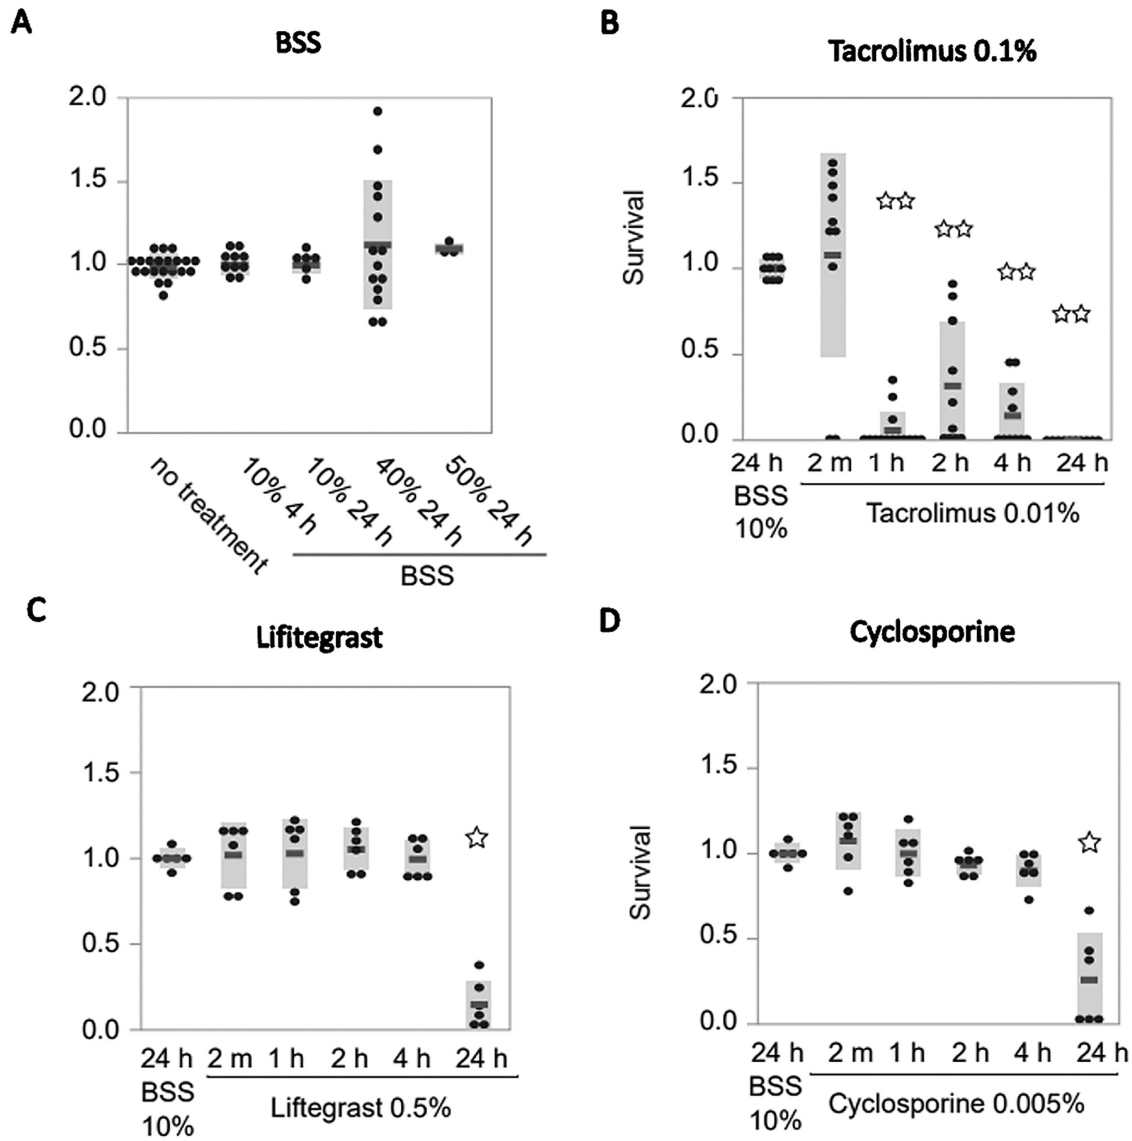 A
BSS
2.0
1.5
1.0
0.5
0.0
no treatment
10% 4 h
10% 24 h
40% 24 h
50% 24 h
BSS
B
Tacrolimus 0.1%
Survival
2.0
1.5
1.0
0.5
0.0
24 h 2 m 1 h 2 h 4 h 24 h
BSS
10%
Tacrolimus 0.01%
C
Lifitegrast
2.0
1.5
1.0
0.5
0.0
24 h 2 m 1 h 2 h 4 h 24 h
BSS
10%
Liftegrast 0.5%
D
Cyclosporine
Survival
2.0
1.5
1.0
0.5
0.0
24 h 2 m 1 h 2 h 4 h 24 h
BSS
10%
Cyclosporine 0.005%